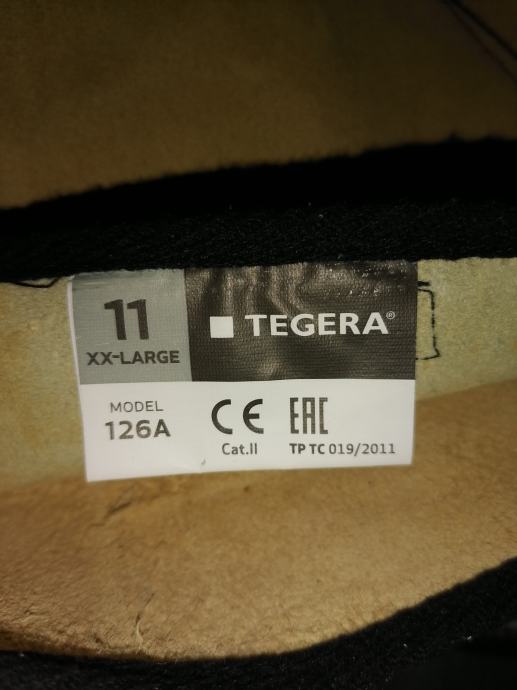 11
XX-LARGE
TEGERA®
MODEL
126A
CE
Cat.II
EAC
TP TC 019/2011